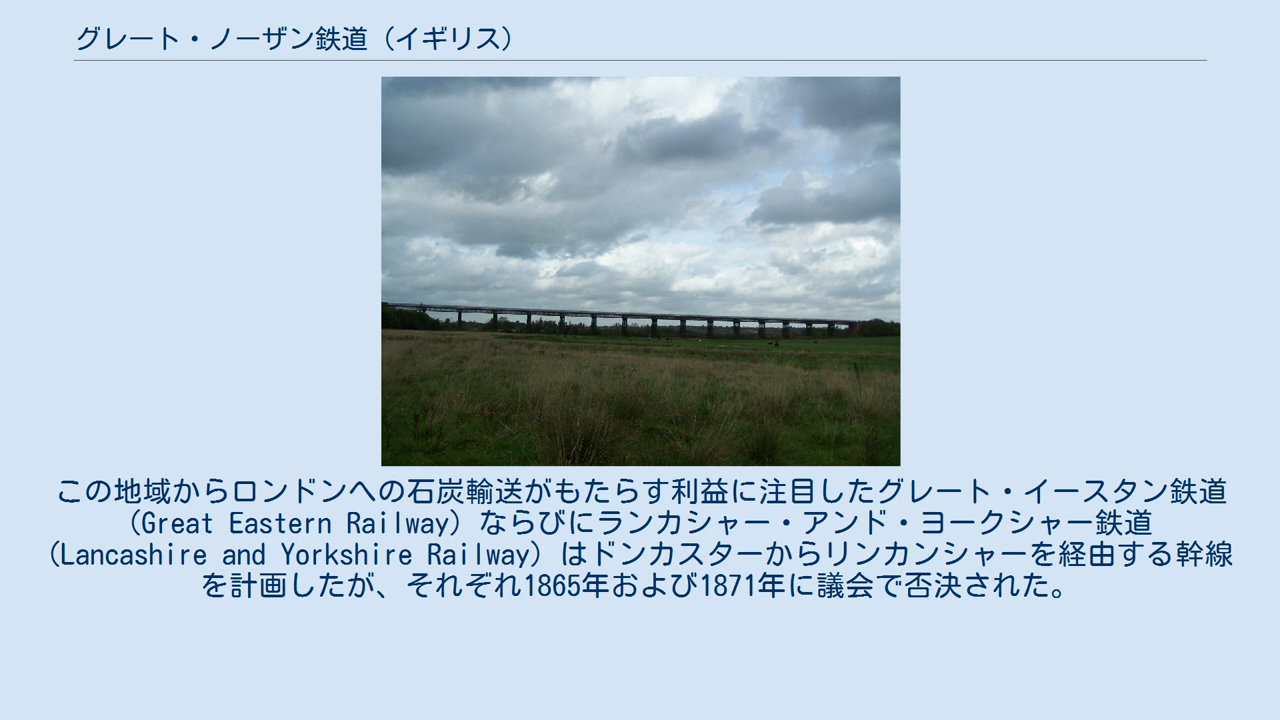 グレート・ノーザン鉄道（イギリス）
この地域からロンドンへの石炭輸送がもたらす利益に注目したグレート・イースタン鉄道
（Great Eastern Railway）ならびにランカシャー・アンド・ヨークシャー鉄道
（Lancashire and Yorkshire Railway）はドンカスターからリンカンシャーを経由する幹線
を計画したが、それぞれ1865年および1871年に議会で否決された。